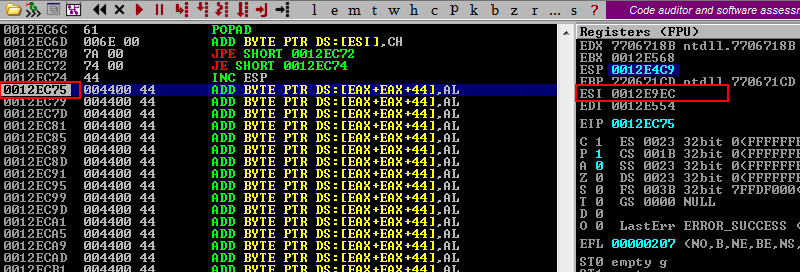 l e m t w h c P k b z r ... s ?
Code auditor and software assessm
0012EC6C 61 POPAD
0012EC6D 006E 00 ADD BYTE PTR DS:[ESI],CH
0012EC70 7A 00 JPE SHORT 0012EC72
0012EC72 74 00 JE SHORT 0012EC74
0012EC74 44 INC ESP
0012EC75 004400 44 ADD BYTE PTR DS:[EAX+EAX+44],AL
0012EC79 004400 44 ADD BYTE PTR DS:[EAX+EAX+44],AL
0012EC7D 004400 44 ADD BYTE PTR DS:[EAX+EAX+44],AL
0012EC81 004400 44 ADD BYTE PTR DS:[EAX+EAX+44],AL
0012EC85 004400 44 ADD BYTE PTR DS:[EAX+EAX+44],AL
0012EC89 004400 44 ADD BYTE PTR DS:[EAX+EAX+44],AL
0012EC8D 004400 44 ADD BYTE PTR DS:[EAX+EAX+44],AL
0012EC91 004400 44 ADD BYTE PTR DS:[EAX+EAX+44],AL
0012EC95 004400 44 ADD BYTE PTR DS:[EAX+EAX+44],AL
0012EC99 004400 44 ADD BYTE PTR DS:[EAX+EAX+44],AL
0012EC9D 004400 44 ADD BYTE PTR DS:[EAX+EAX+44],AL
0012ECA1 004400 44 ADD BYTE PTR DS:[EAX+EAX+44],AL
0012ECA5 004400 44 ADD BYTE PTR DS:[EAX+EAX+44],AL
0012ECA9 004400 44 ADD BYTE PTR DS:[EAX+EAX+44],AL
0012ECAD 004400 44 ADD BYTE PTR DS:[EAX+EAX+44],AL
0012ECB1 004400 44 ADD BYTE PTR DS:[EAX+EAX+44],AL
Registers (FPU)
EDX 7706718B ntdll.7706718B
EBX 0012E568
ESP 0012E4C9
EBP 770671CD ntdll.770671CD
ESI 0012E9EC
EDI 0012E554
EIP 0012EC75
C 1 ES 0023 32bit 0(FFFFFFF
P 1 CS 001B 32bit 0(FFFFFFF
A 0 SS 0023 32bit 0(FFFFFFF
Z 0 DS 0023 32bit 0(FFFFFFF
S 0 FS 003B 32bit 7FFDF000(
T 0 GS 0000 NULL
D 0
O 0 LastErr ERROR_SUCCESS (
EFL 00000207 (NO,B,NE,BE,NS,
ST0 empty g